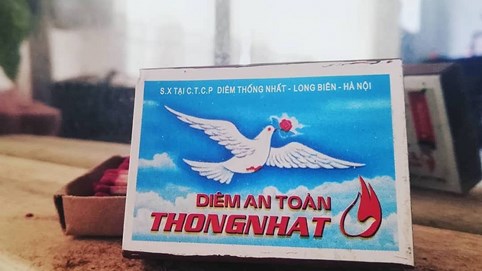 S.X TẠI C.T.C.P DIÊM THỐNG NHẤT - LONG BIÊN - HÀ NỘI
DIÊM AN TOÀN
THONGNHAT